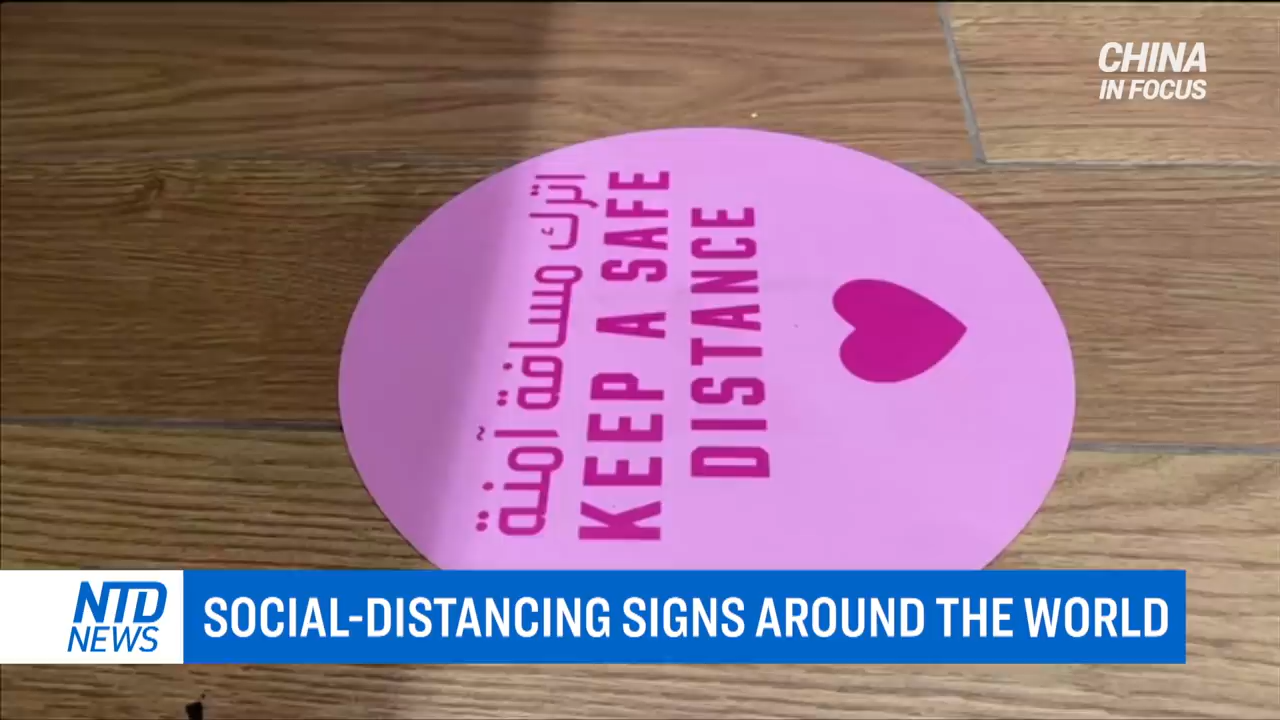 CHINA
IN FOCUS
اترك مسافة آمنة
KEEP A SAFE
DISTANCE
NTD
NEWS
SOCIAL-DISTANCING SIGNS AROUND THE WORLD